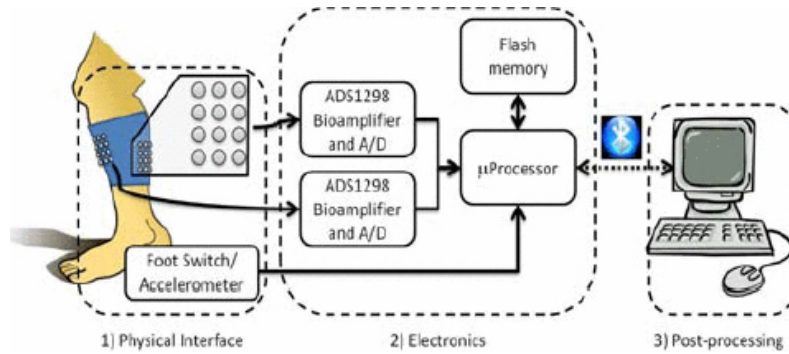 Flash
memory
ADS1298
Bioamplifier
and A/D
μProcessor
ADS1298
Bioamplifier
and A/D
Foot Switch/
Accelerometer
1) Physical Interface
2) Electronics
3) Post-processing